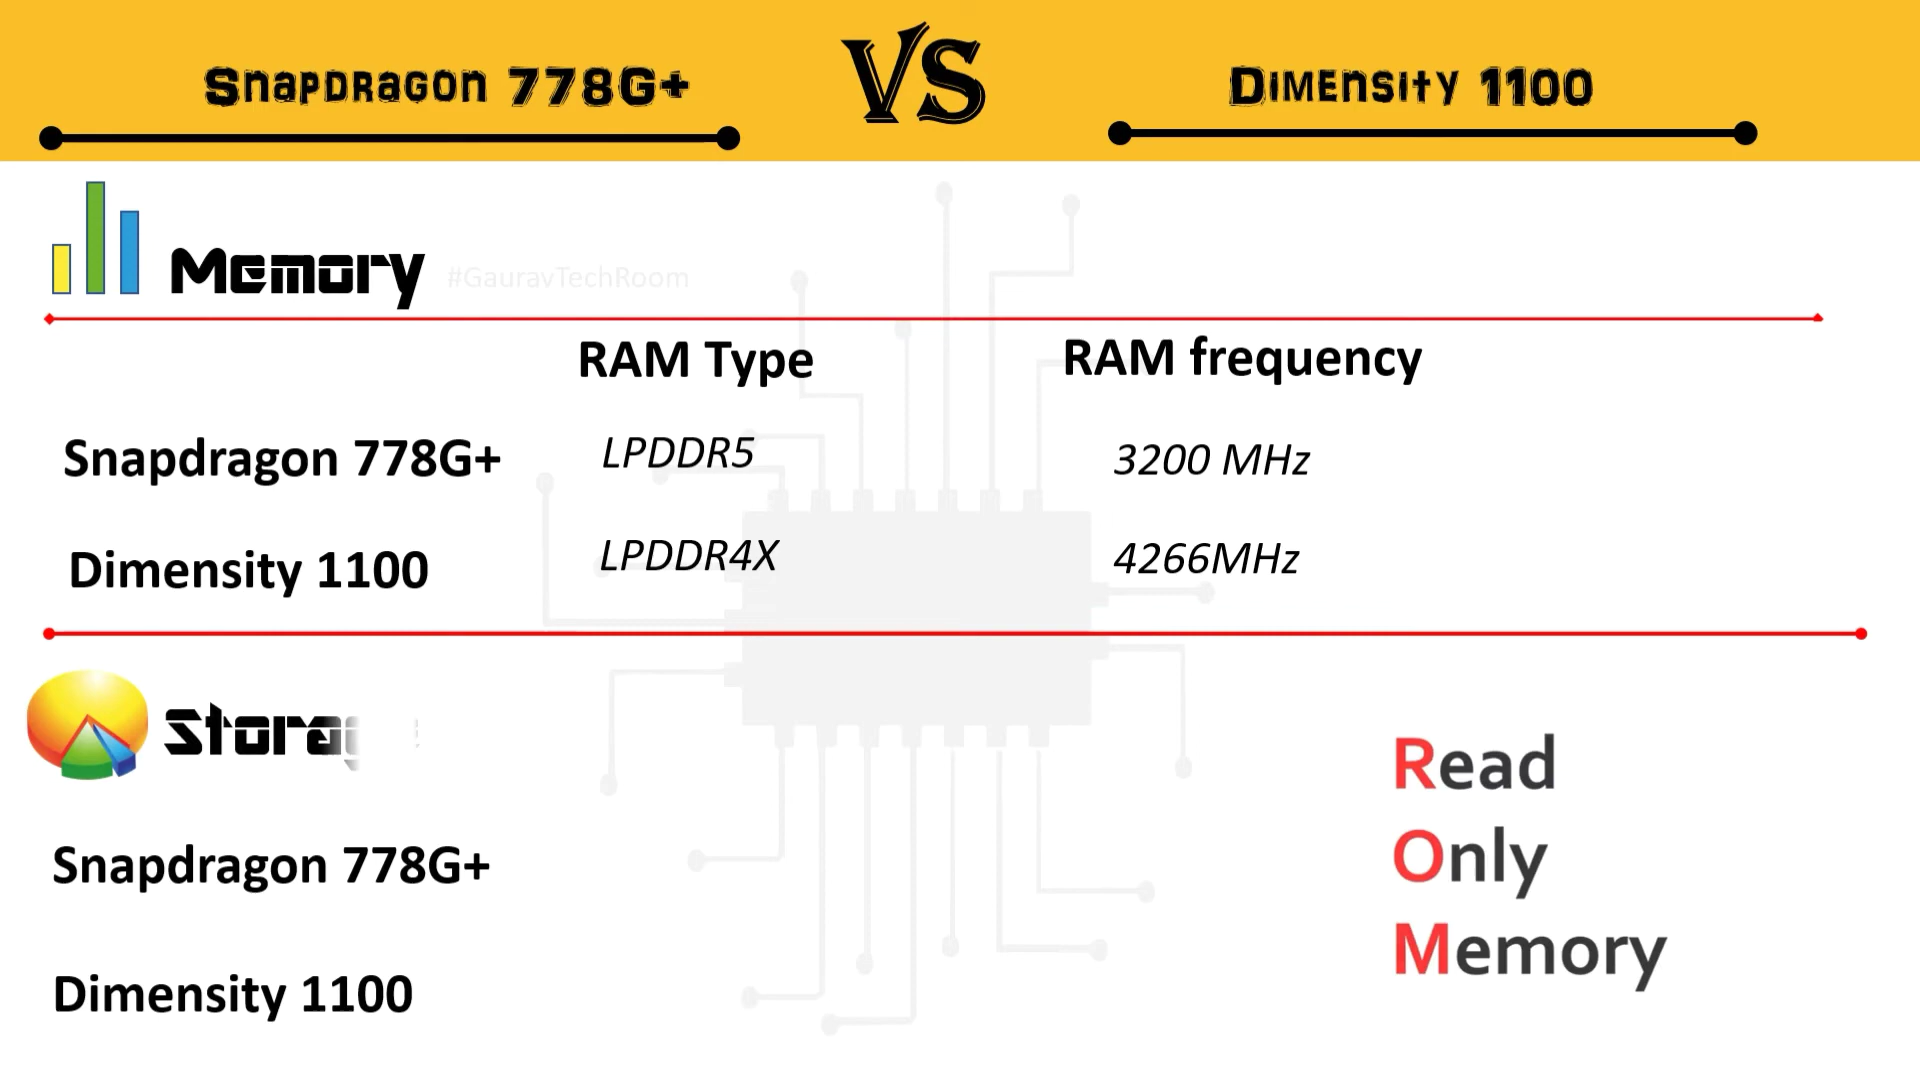 Snapdragon 778G+ VS Dimensity 1100
Memory #GauravTechRoom
RAM Type RAM frequency
Snapdragon 778G+ LPDDR5 3200 MHz
Dimensity 1100 LPDDR4X 4266MHz
Storag
Read
Only
Memory
Snapdragon 778G+
Dimensity 1100